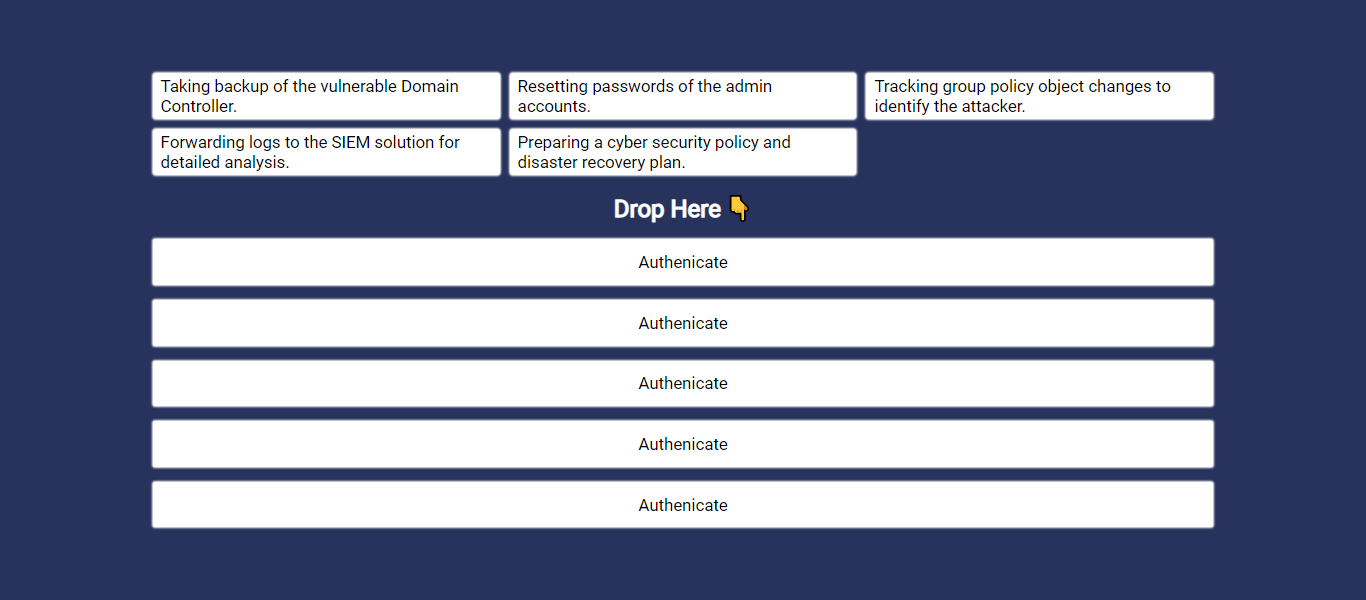 Taking backup of the vulnerable Domain
Controller.
Resetting passwords of the admin
accounts.
Tracking group policy object changes to
identify the attacker.
Forwarding logs to the SIEM solution for
detailed analysis.
Preparing a cyber security policy and
disaster recovery plan.
Drop Here 👇
Authenicate
Authenicate
Authenicate
Authenicate
Authenicate